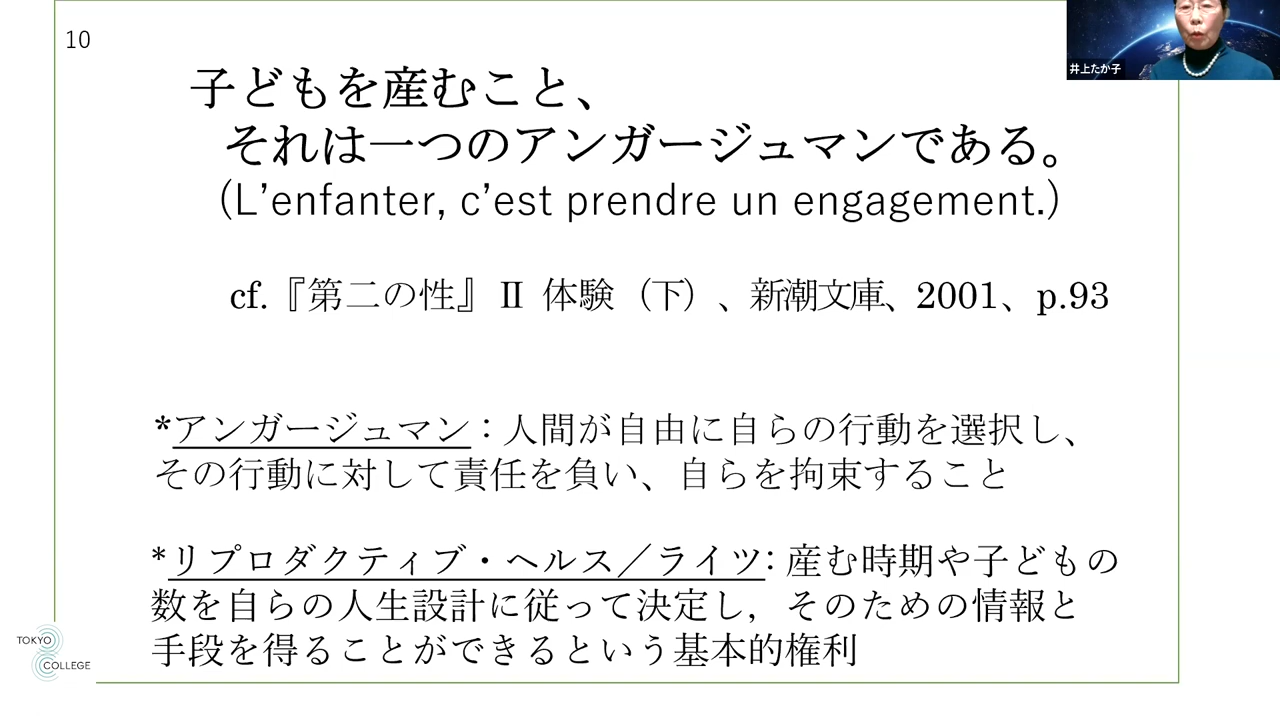 10
井上たか子
子どもを産むこと、
それは一つのアンガージュマンである。
(L’enfanter, c’est prendre un engagement.)
cf.『第二の性』Ⅱ 体験（下）、新潮文庫、2001、p.93
*アンガージュマン：人間が自由に自らの行動を選択し、
その行動に対して責任を負い、自らを拘束すること
*リプロダクティブ・ヘルス／ライツ: 産む時期や子どもの
数を自らの人生設計に従って決定し，そのための情報と
手段を得ることができるという基本的権利
TOKYO
COLLEGE